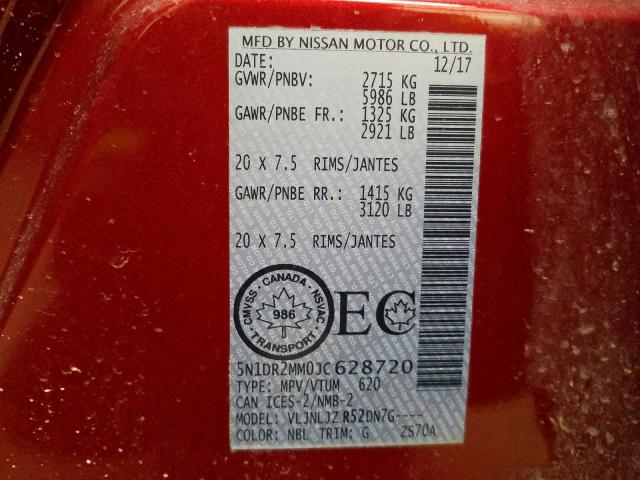 MFD BY NISSAN MOTOR CO., LTD.
DATE: 12/17
GVWR/PNBV: 2715 KG
5986 LB
GAWR/PNBE FR.: 1325 KG
2921 LB
20 X 7.5 RIMS/JANTES
GAWR/PNBE RR.: 1415 KG
3120 LB
20 X 7.5 RIMS/JANTES
CANADA
CMVSS · NSVAC
986
TRANSPORT
EC
5N1DR2MM0JC628720
TYPE: MPV/VTUM 620
CAN ICES-2/NMB-2
MODEL: VLJNLJZ R52DN7G----
COLOR: NBL TRIM: G ZS70A